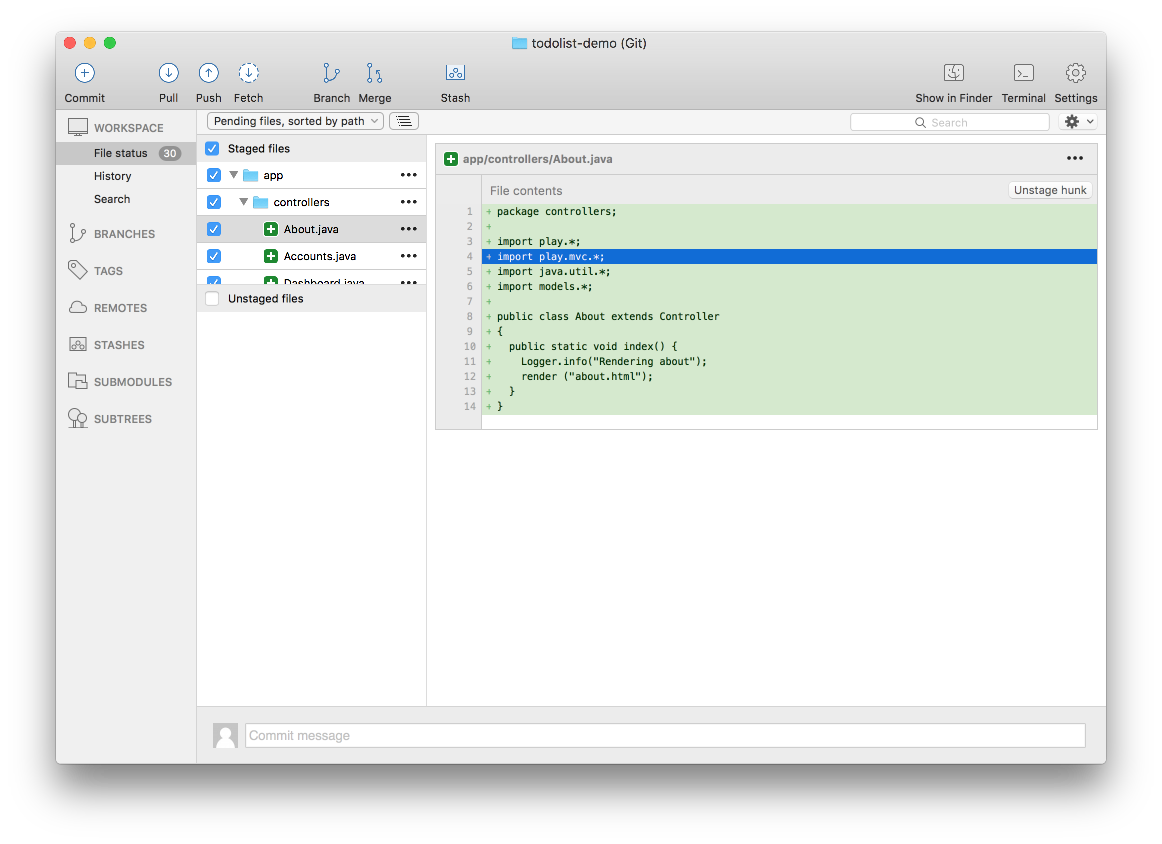 todolist-demo (Git)
Commit Pull Push Fetch Branch Merge Stash Show in Finder Terminal Settings
Pending files, sorted by path
Search
WORKSPACE
File status 30
History
Search
BRANCHES
TAGS
REMOTES
STASHES
SUBMODULES
SUBTREES
Staged files
app
controllers
About.java
Accounts.java
Dashboard.java
Unstaged files
app/controllers/About.java
File contents Unstage hunk
1 + package controllers;
2 +
3 + import play.*;
4 + import play.mvc.*;
5 + import java.util.*;
6 + import models.*;
7 +
8 + public class About extends Controller
9 + {
10 + public static void index() {
11 + Logger.info("Rendering about");
12 + render ("about.html");
13 + }
14 + }
Commit message